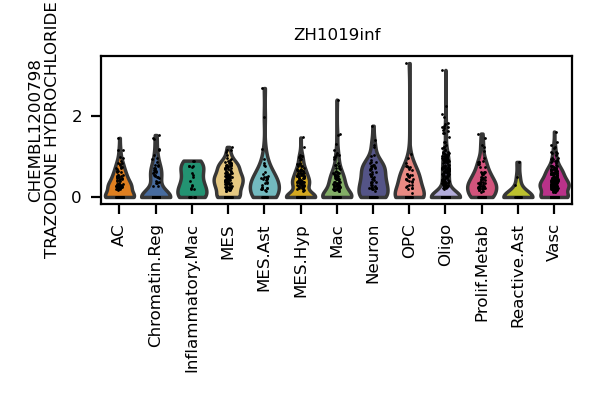 ZH1019inf
CHEMBL1200798
TRAZODONE HYDROCHLORIDE
2
0
AC
Chromatin.Reg
Inflammatory.Mac
MES
MES.Ast
MES.Hyp
Mac
Neuron
OPC
Oligo
Prolif.Metab
Reactive.Ast
Vasc